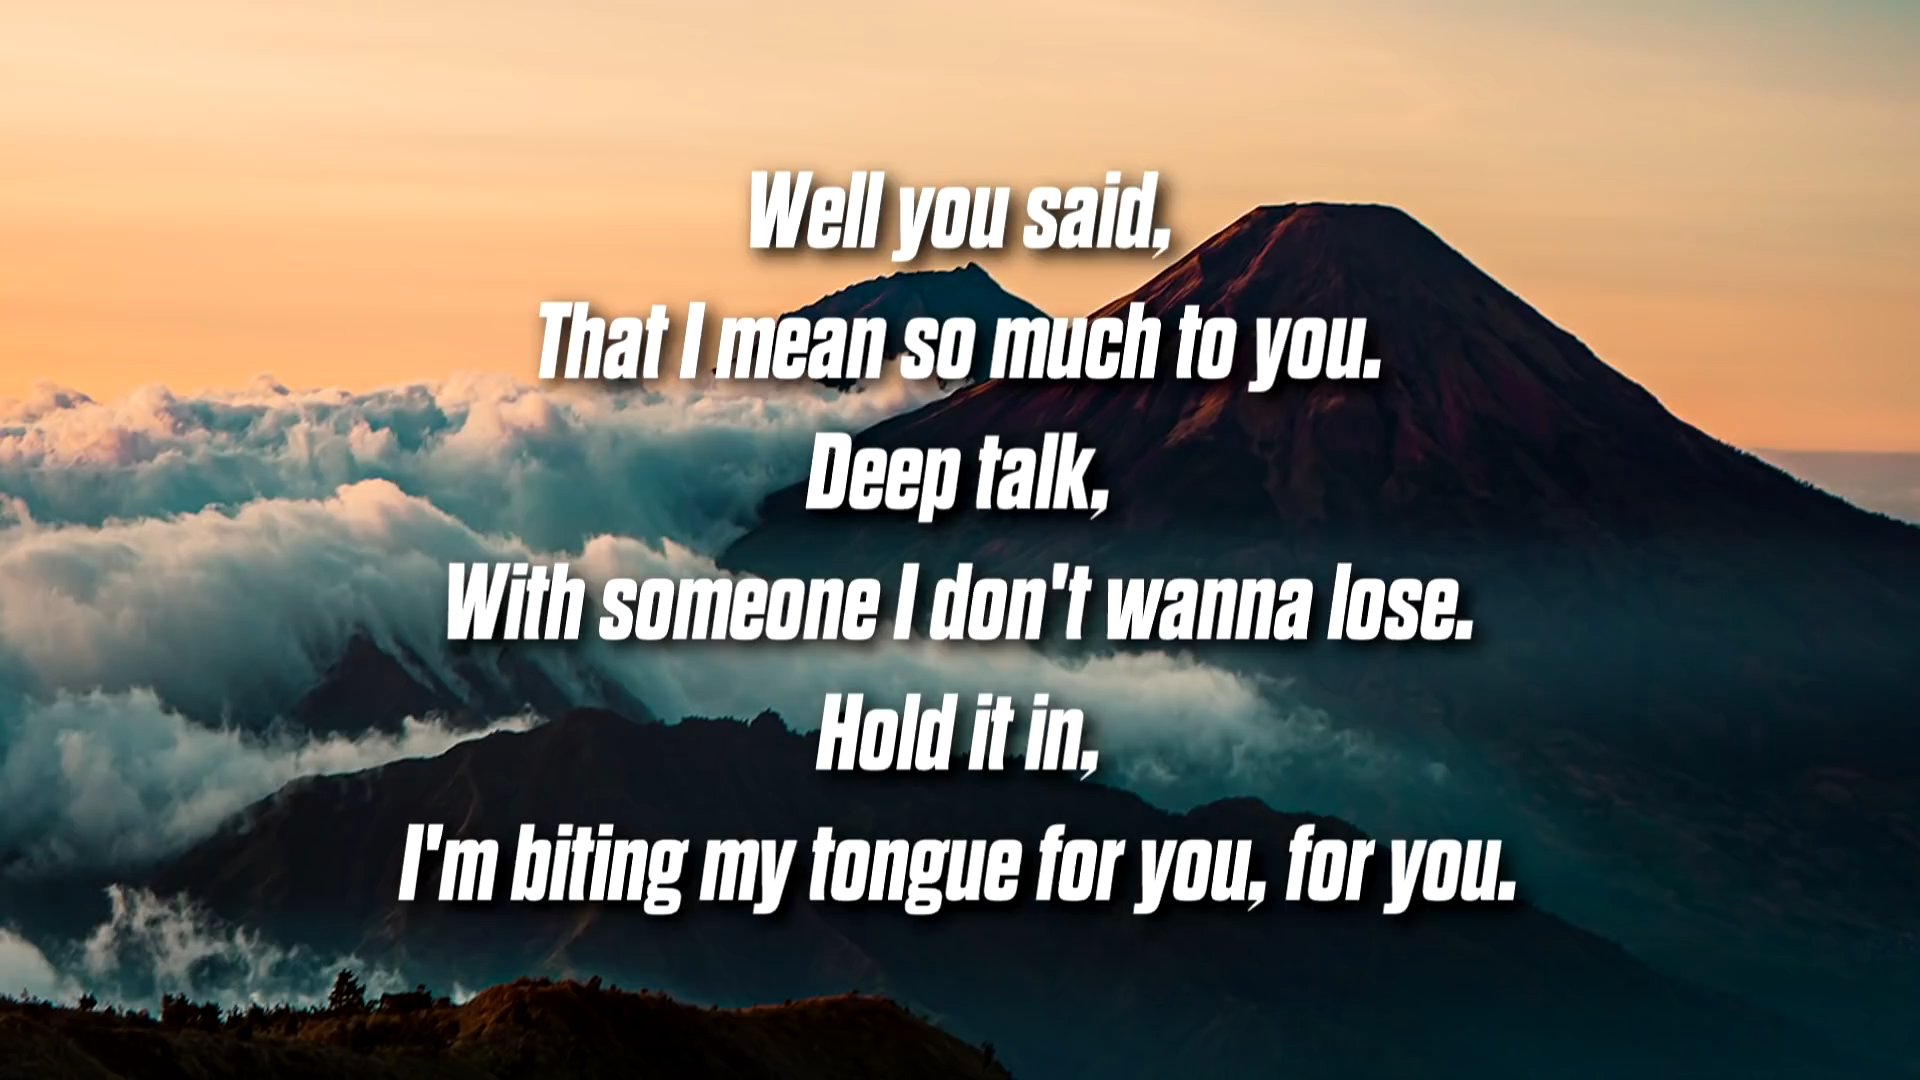 Well you said,
That I mean so much to you.
Deep talk,
With someone I don't wanna lose.
Hold it in,
I'm biting my tongue for you, for you.